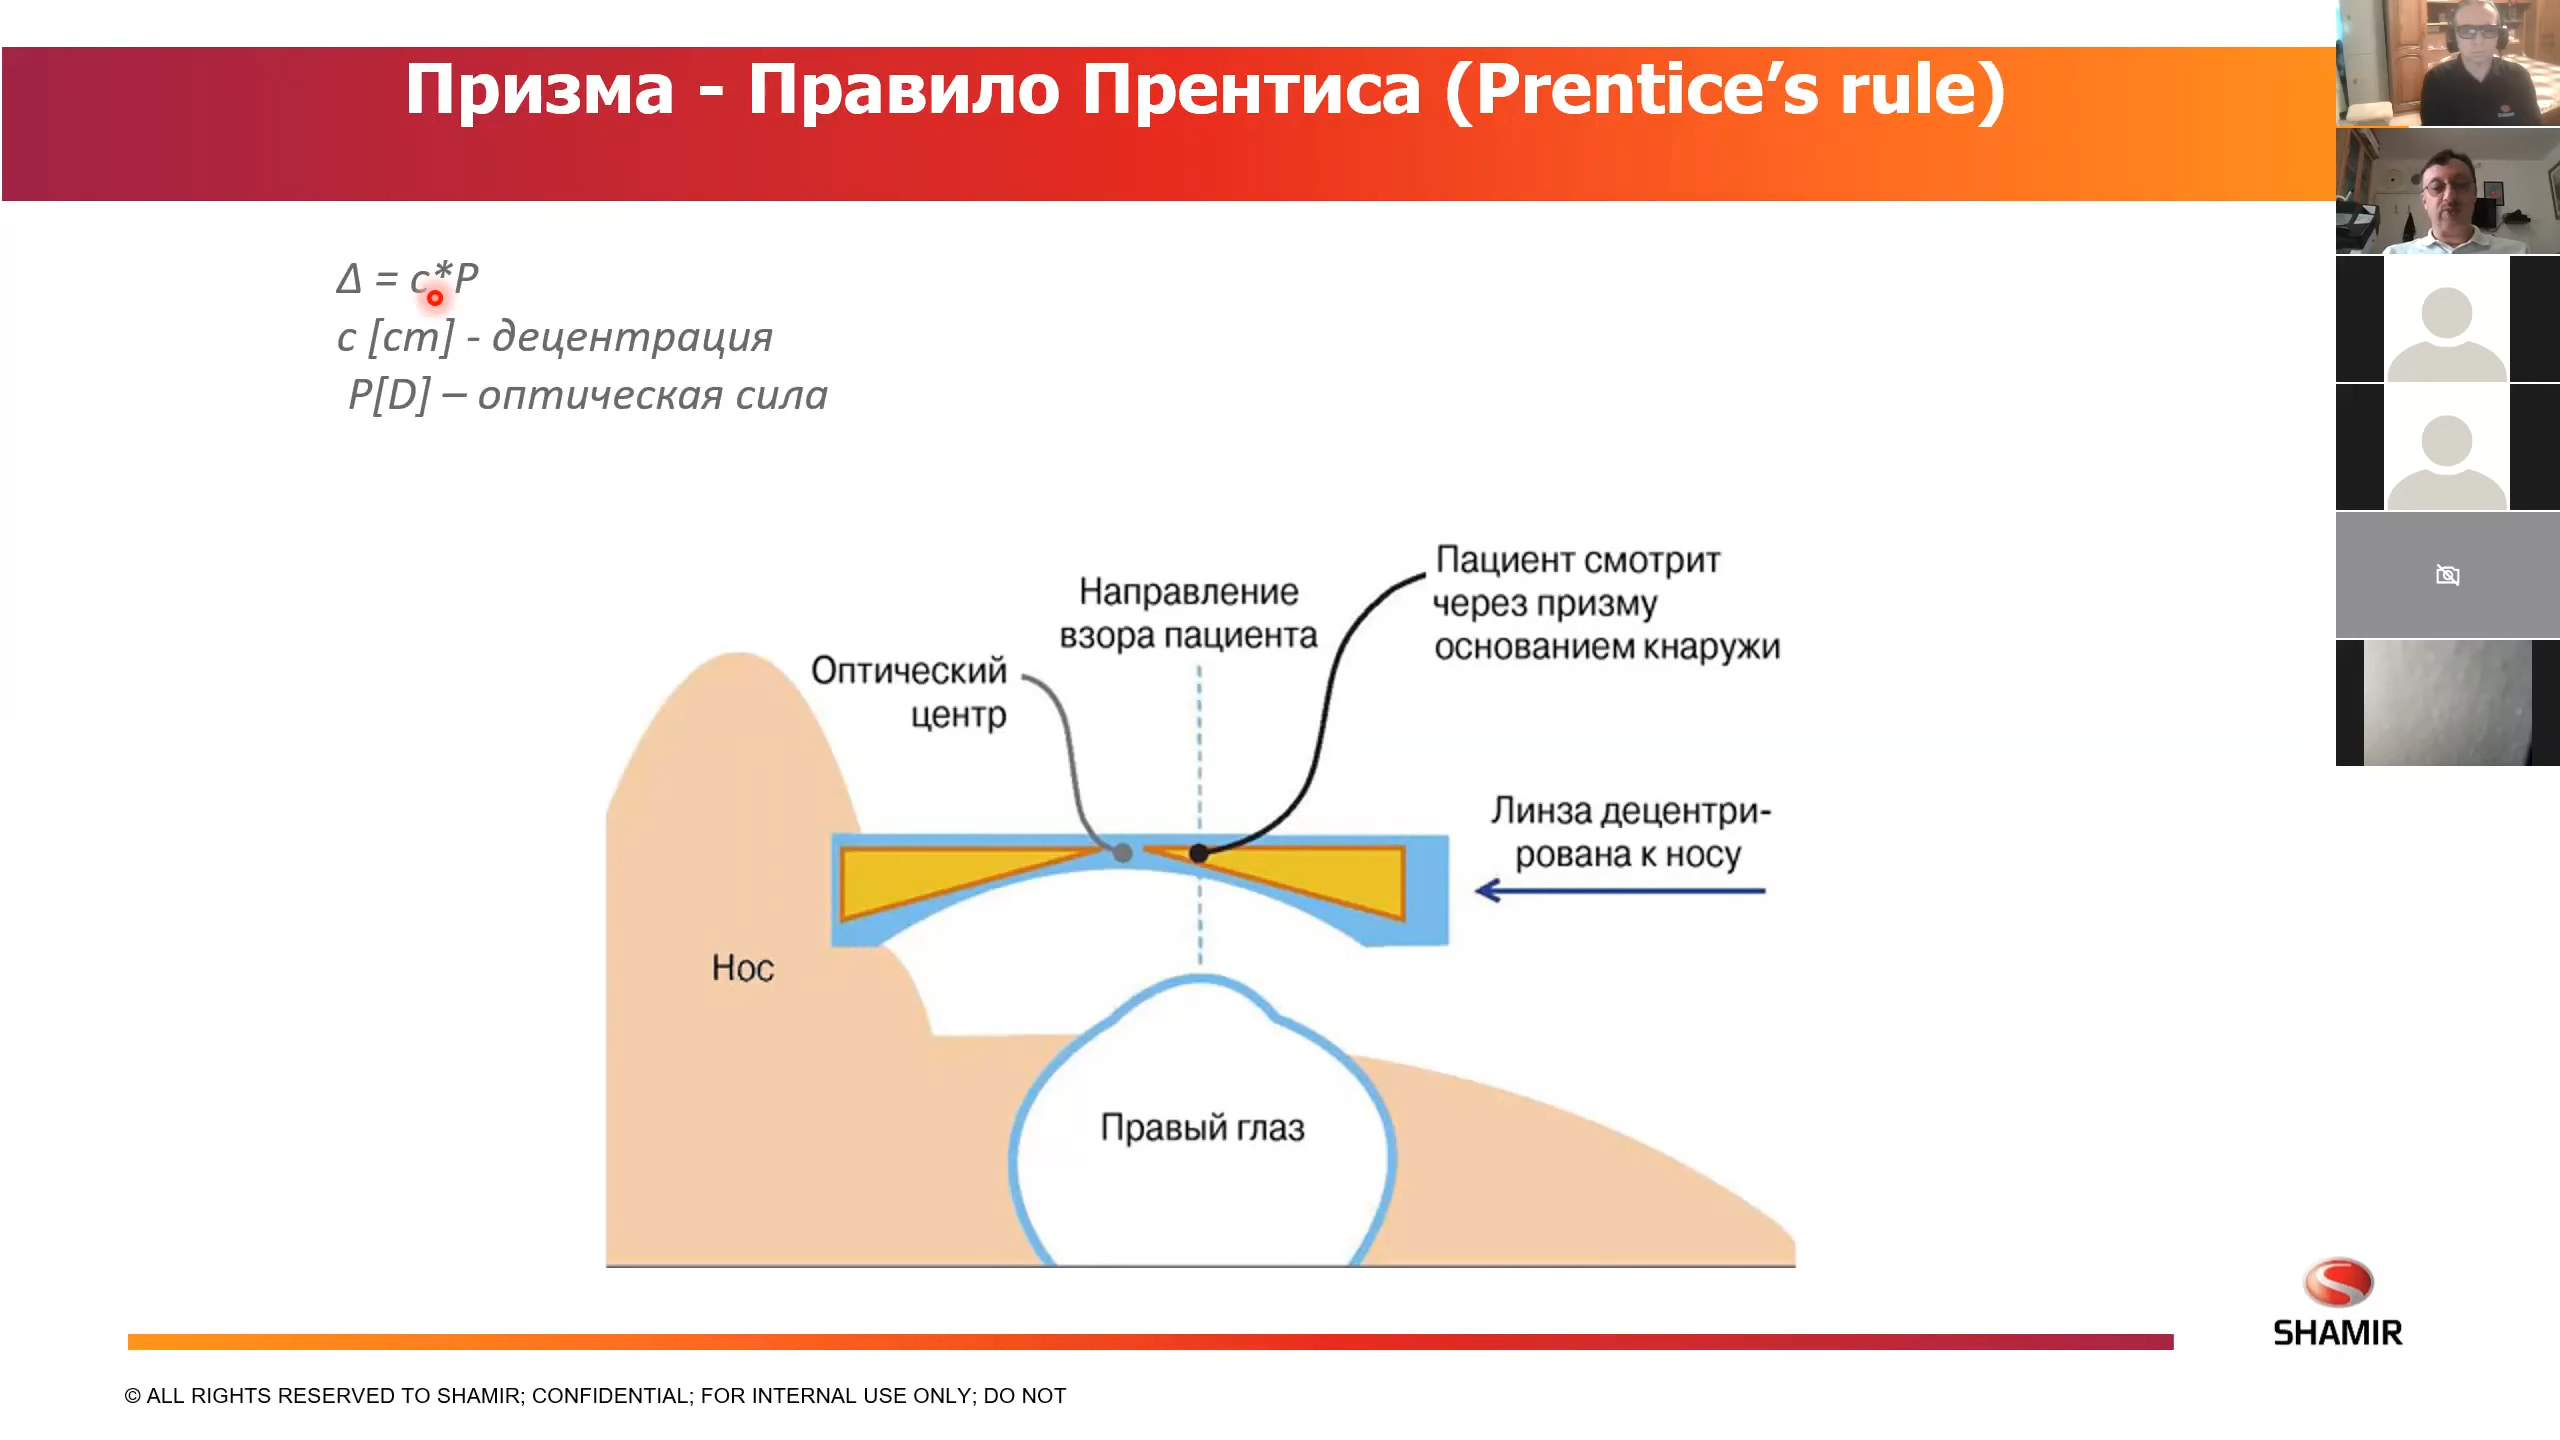 Призма - Правило Прентиса (Prentice’s rule)
Δ = c*P
c [cm] - децентрация
P[D] – оптическая сила
Пациент смотрит
через призму
основанием кнаружи
Направление
взора пациента
Оптический
центр
Линза децентри-
рована к носу
Нос
Правый глаз
SHAMIR
© ALL RIGHTS RESERVED TO SHAMIR; CONFIDENTIAL; FOR INTERNAL USE ONLY; DO NOT